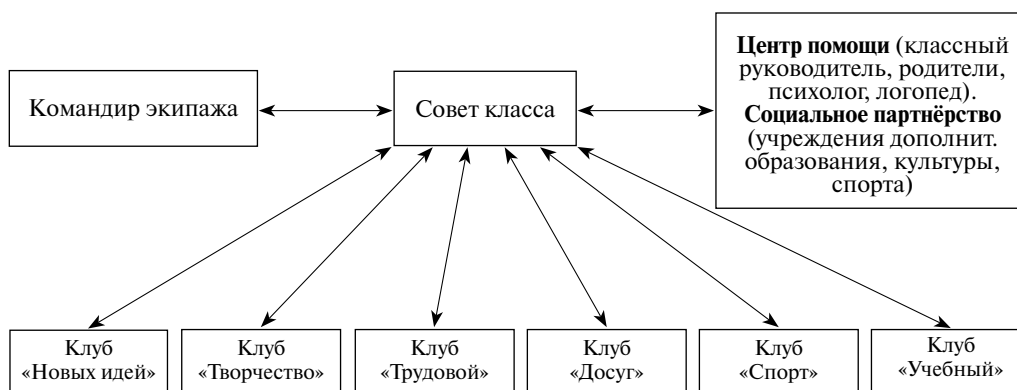 Командир экипажа
Совет класса
Центр помощи (классный
руководитель, родители,
психолог, логопед).
Социальное партнёрство
(учреждения дополнит.
образования, культуры,
спорта)
Клуб
«Новых идей»
Клуб
«Творчество»
Клуб
«Трудовой»
Клуб
«Досуг»
Клуб
«Спорт»
Клуб
«Учебный»